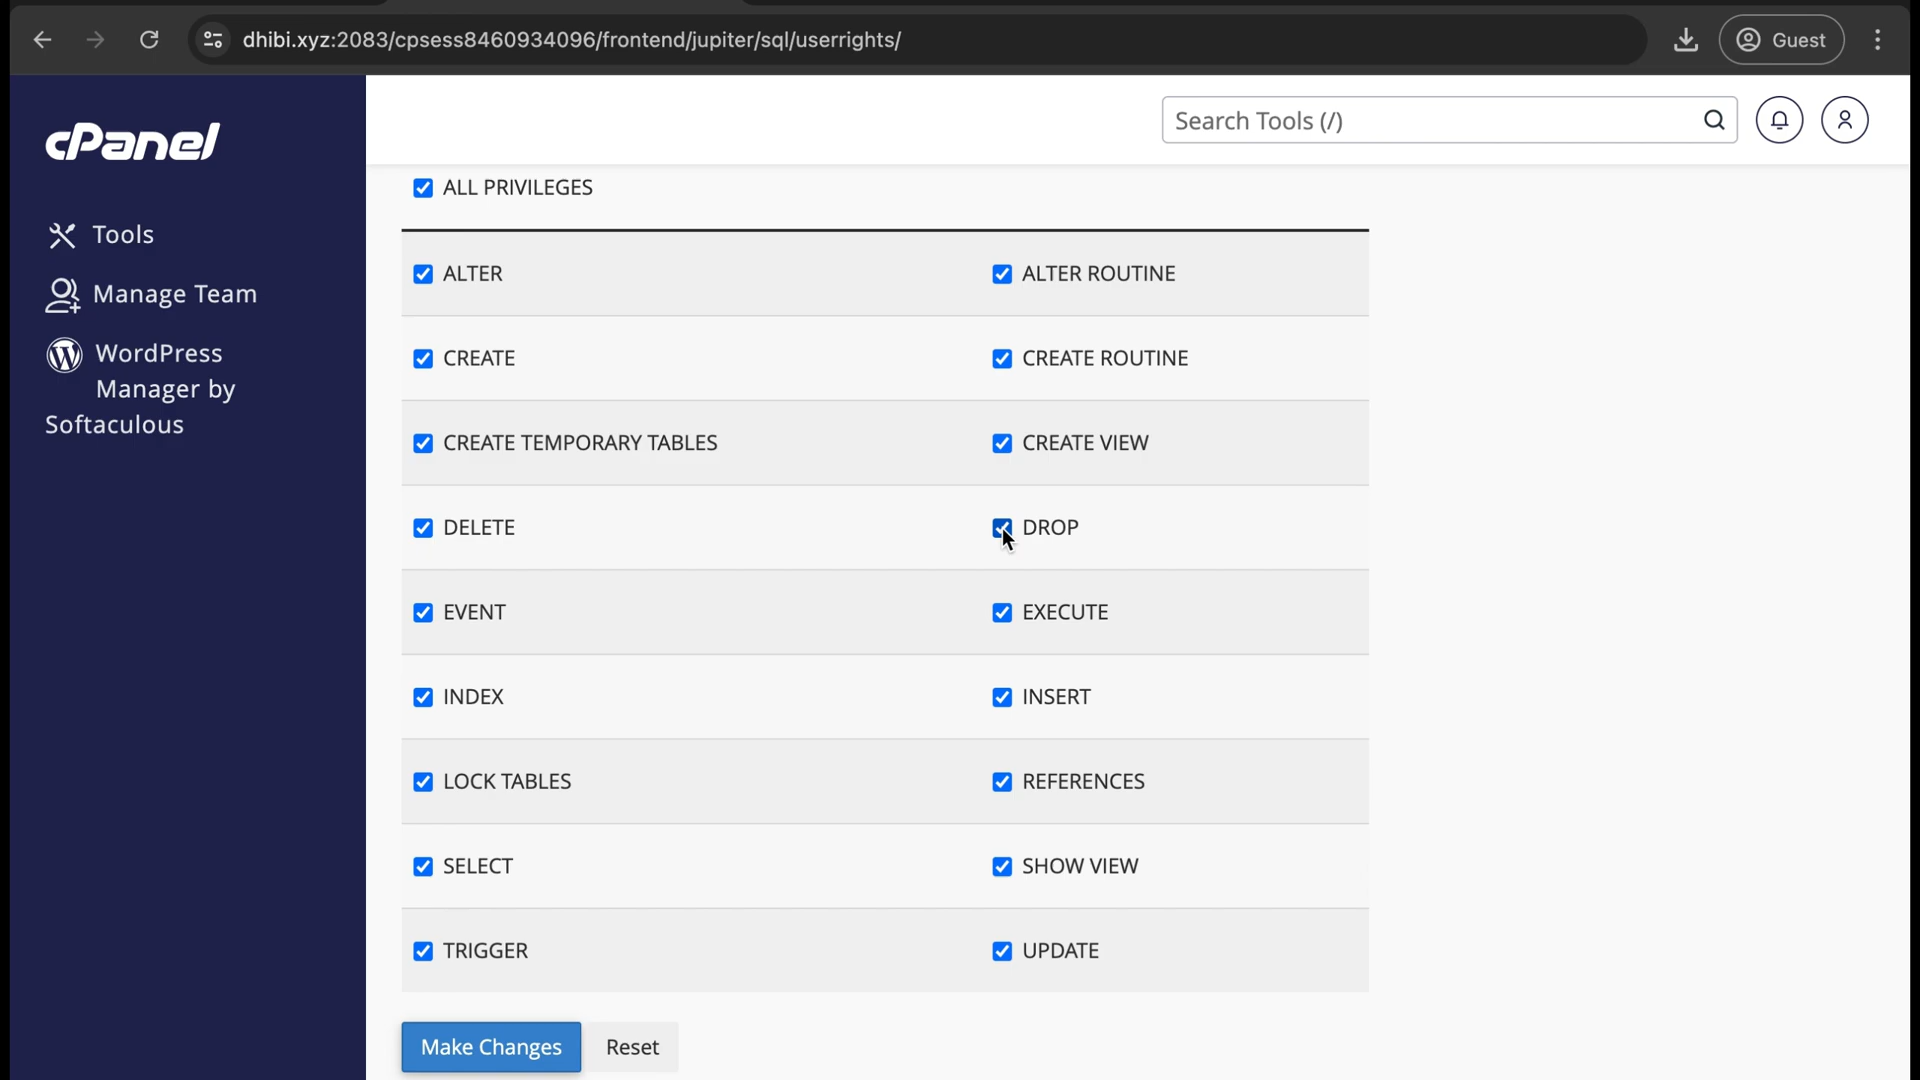 dhibi.xyz:2083/cpsess8460934096/frontend/jupiter/sql/userrights/
Guest
cPanel
Search Tools (/)
Tools
Manage Team
WordPress
Manager by
Softaculous
ALL PRIVILEGES
ALTER
ALTER ROUTINE
CREATE
CREATE ROUTINE
CREATE TEMPORARY TABLES
CREATE VIEW
DELETE
DROP
EVENT
EXECUTE
INDEX
INSERT
LOCK TABLES
REFERENCES
SELECT
SHOW VIEW
TRIGGER
UPDATE
Make Changes
Reset